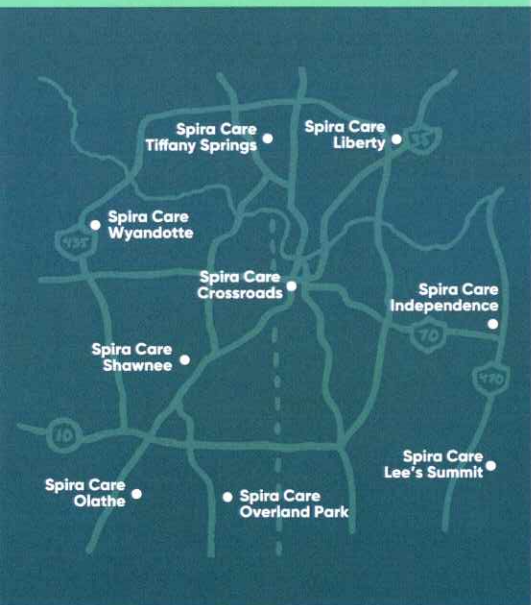 Spira Care
Tiffany Springs
Spira Care
Liberty
35
Spira Care
Wyandotte
435
Spira Care
Crossroads
Spira Care
Independence
70
Spira Care
Shawnee
470
10
Spira Care
Lee's Summit
Spira Care
Olathe
Spira Care
Overland Park